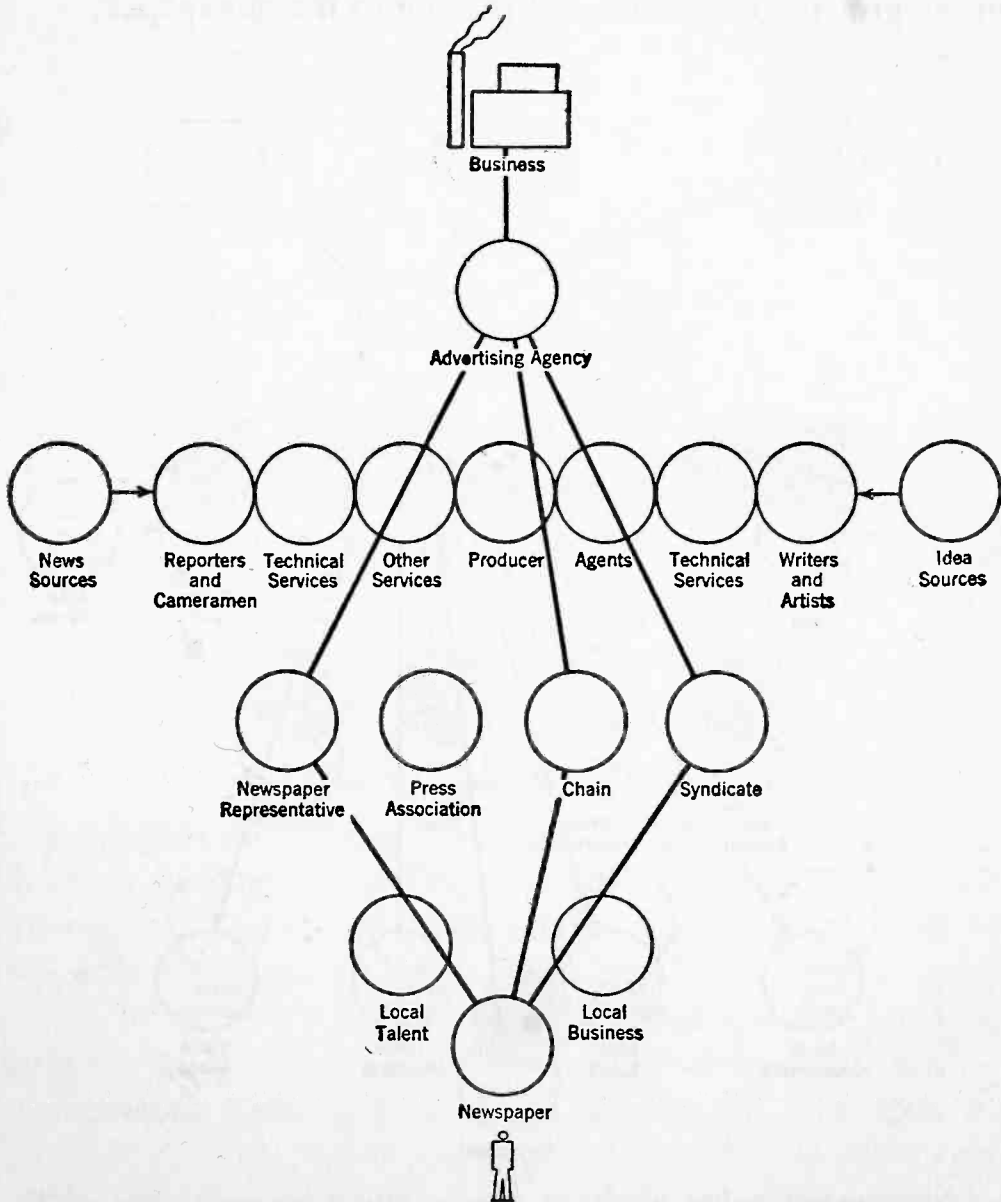 Business
Advertising Agency
News
Sources
Reporters
and
Cameramen
Technical
Services
Other
Services
Producer
Agents
Technical
Services
Writers
and
Artists
Idea
Sources
Newspaper
Representative
Press
Association
Chain
Syndicate
Local
Talent
Local
Business
Newspaper